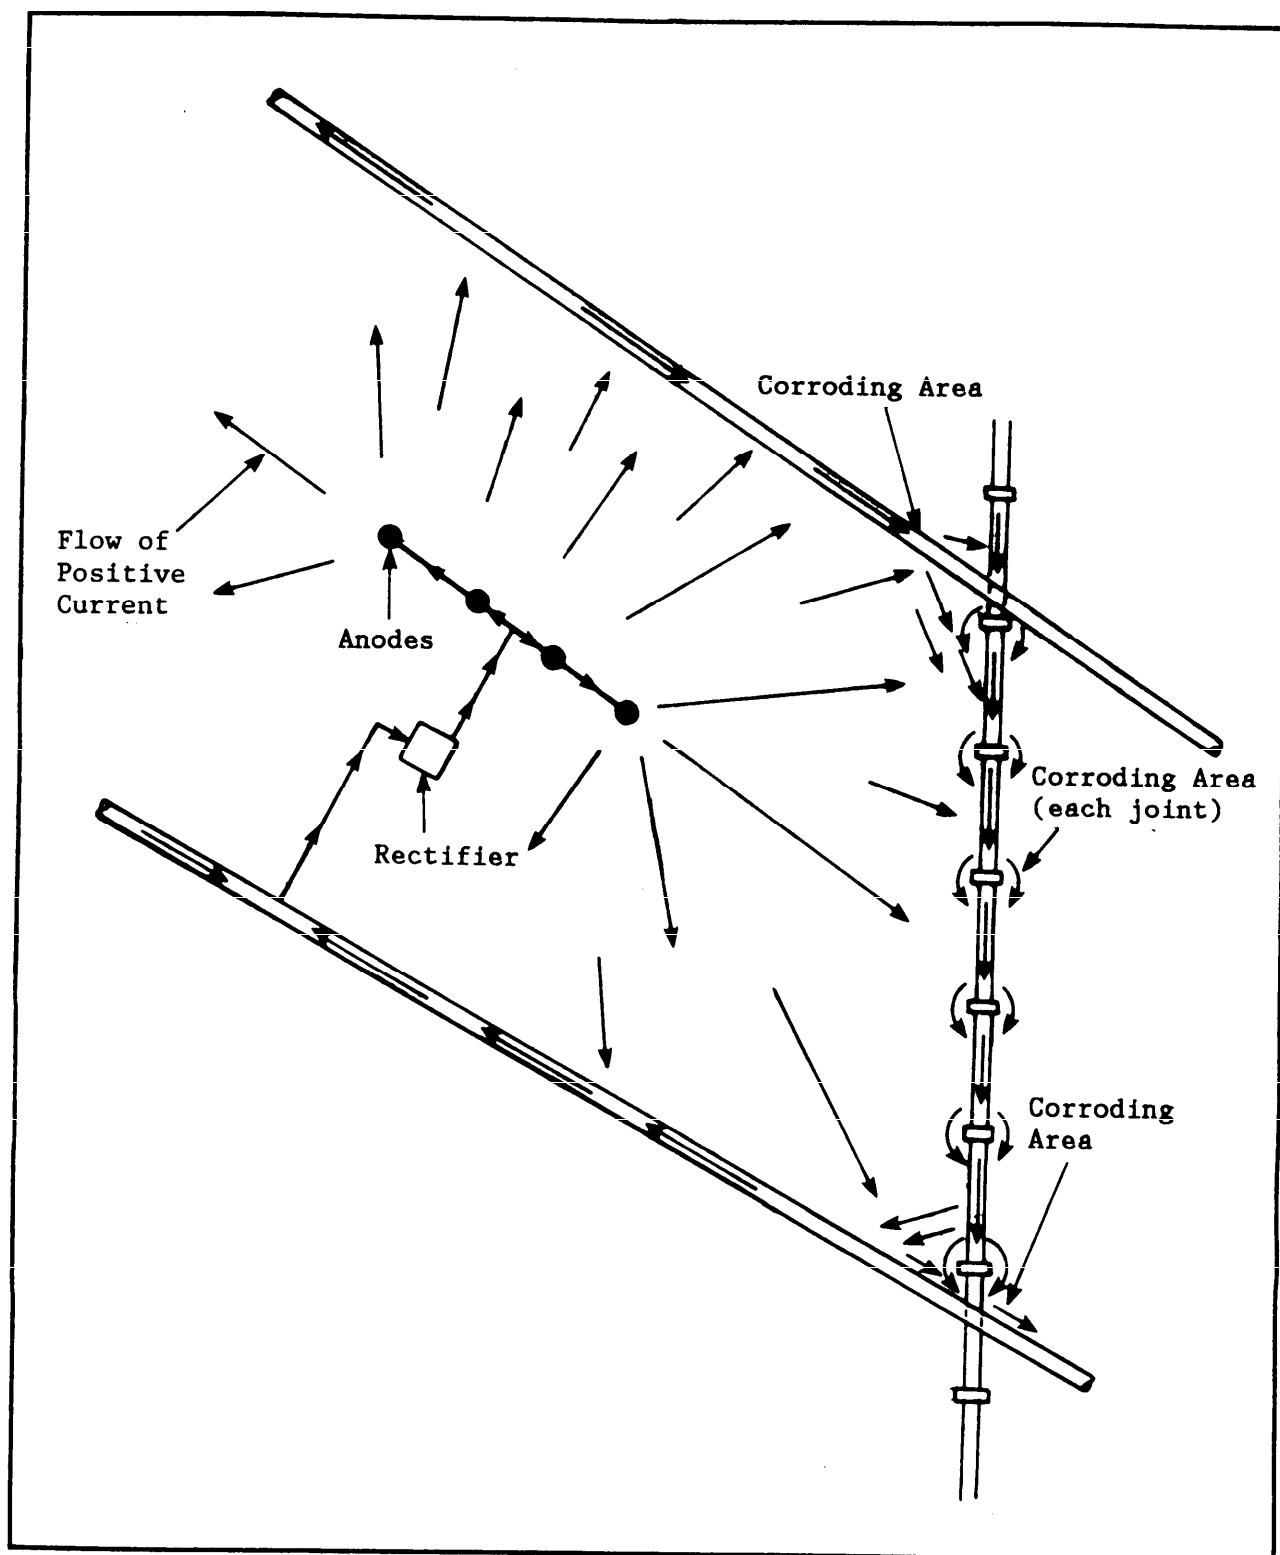 Corroding Area
Flow of
Positive
Current
Anodes
Corroding Area
(each joint)
Rectifier
Corroding
Area